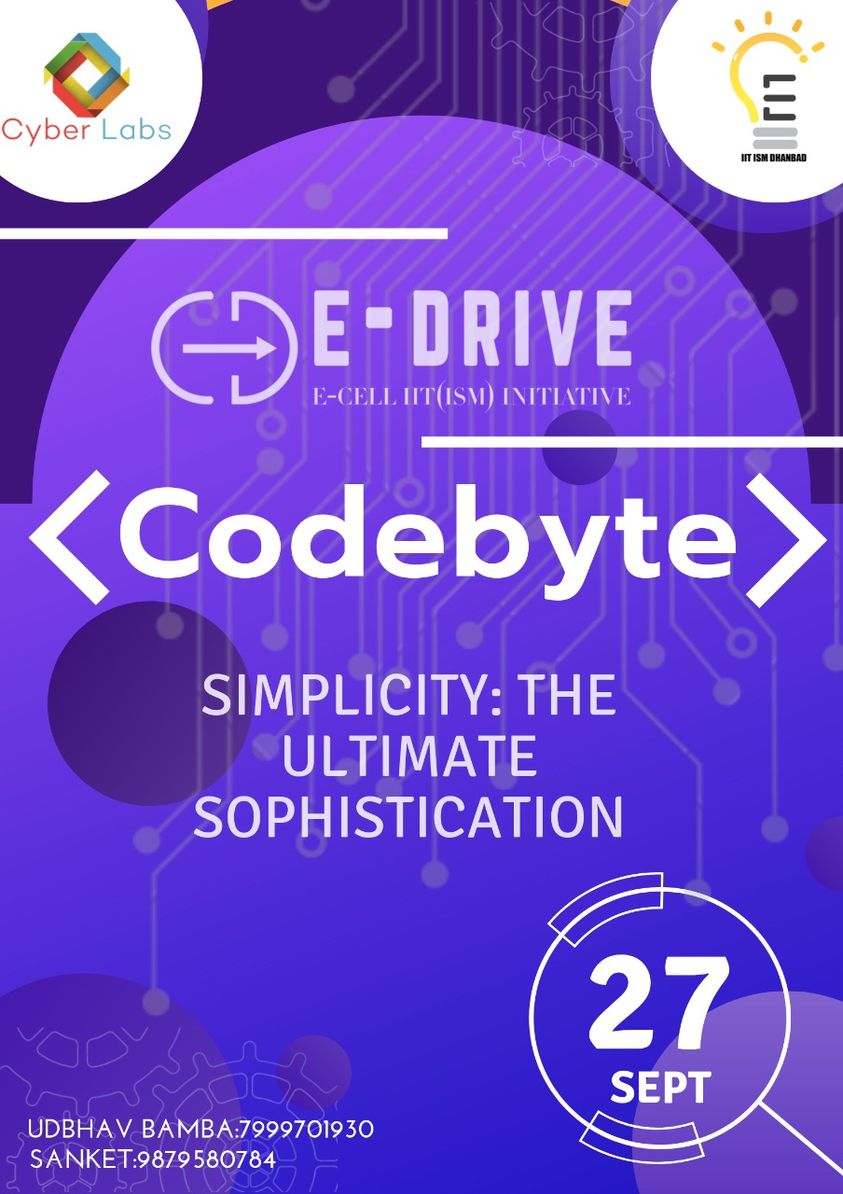 Cyber Labs
E
IIT ISM DHANBAD
E-DRIVE
E-CELL IIT(ISM) INITIATIVE
<Codebyte>
SIMPLICITY: THE
ULTIMATE
SOPHISTICATION
27
SEPT
UDBHAV BAMBA:7999701930
SANKET:9879580784